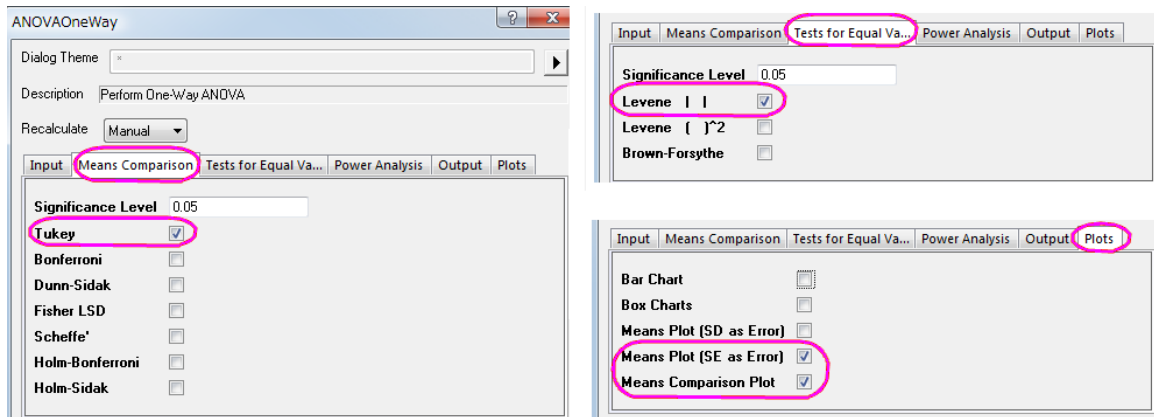 ANOVAOneWay
Dialog Theme *
Description Perform One-Way ANOVA
Recalculate Manual
Input Means Comparison Tests for Equal Va... Power Analysis Output Plots
Significance Level 0.05
Tukey
Bonferroni
Dunn-Sidak
Fisher LSD
Scheffe'
Holm-Bonferroni
Holm-Sidak
Input Means Comparison Tests for Equal Va... Power Analysis Output Plots
Significance Level 0.05
Levene | |
Levene ( )^2
Brown-Forsythe
Input Means Comparison Tests for Equal Va... Power Analysis Output Plots
Bar Chart
Box Charts
Means Plot (SD as Error)
Means Plot (SE as Error)
Means Comparison Plot